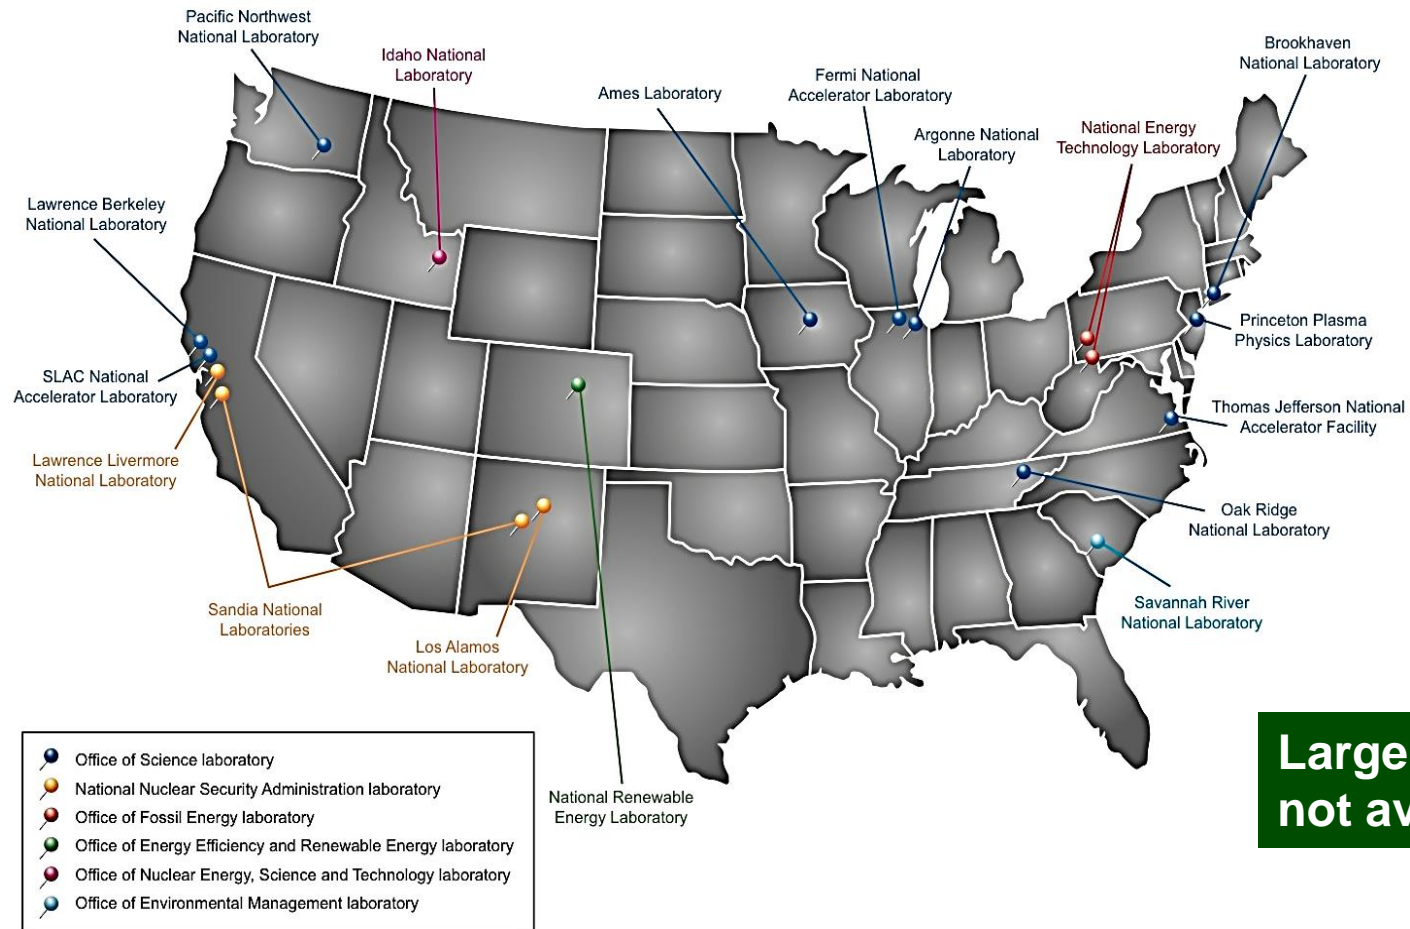 Pacific Northwest
National Laboratory
Idaho National
Laboratory
Ames Laboratory
Fermi National
Accelerator Laboratory
Argonne National
Laboratory
National Energy
Technology Laboratory
Brookhaven
National Laboratory
Lawrence Berkeley
National Laboratory
SLAC National
Accelerator Laboratory
Lawrence Livermore
National Laboratory
Sandia National
Laboratories
Los Alamos
National Laboratory
National Renewable
Energy Laboratory
Princeton Plasma
Physics Laboratory
Thomas Jefferson National
Accelerator Facility
Oak Ridge
National Laboratory
Savannah River
National Laboratory
Office of Science laboratory
National Nuclear Security Administration laboratory
Office of Fossil Energy laboratory
Office of Energy Efficiency and Renewable Energy laboratory
Office of Nuclear Energy, Science and Technology laboratory
Office of Environmental Management laboratory
Large
not av